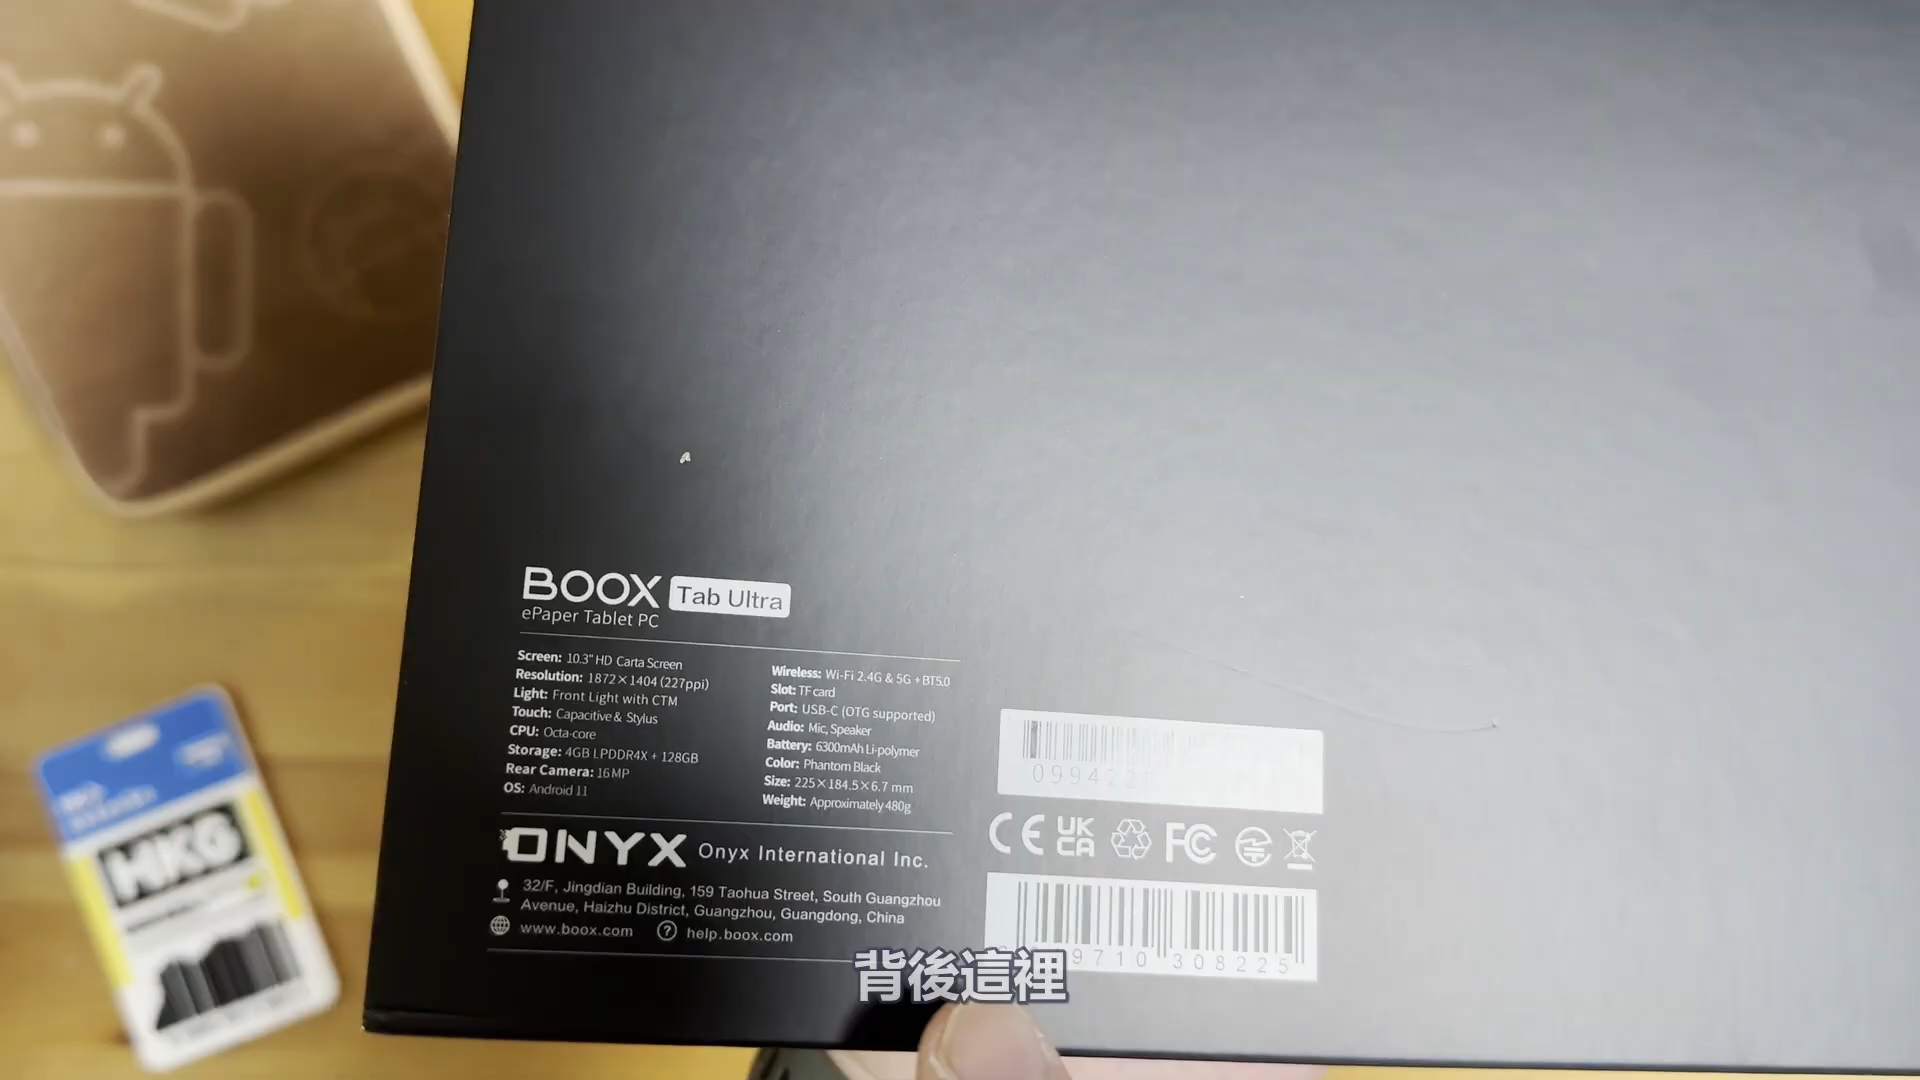 BOOX Tab Ultra
ePaper Tablet PC
Screen: 10.3" HD Carta Screen
Resolution: 1872×1404 (227ppi)
Light: Front Light with CTM
Touch: Capacitive & Stylus
CPU: Octa-core
Storage: 4GB LPDDR4X + 128GB
Rear Camera: 16MP
OS: Android 11
Wireless: Wi-Fi 2.4G & 5G + BT5.0
Slot: TF card
Port: USB-C (OTG supported)
Audio: Mic, Speaker
Battery: 6300mAh Li-polymer
Color: Phantom Black
Size: 225×184.5×6.7 mm
Weight: Approximately 480g
ONYX Onyx International Inc.
32/F, Jingdian Building, 159 Taohua Street, South Guangzhou
Avenue, Haizhu District, Guangzhou, Guangdong, China
www.boox.com help.boox.com
CE UK CA FC
9710 308225
HKG
背後這裡